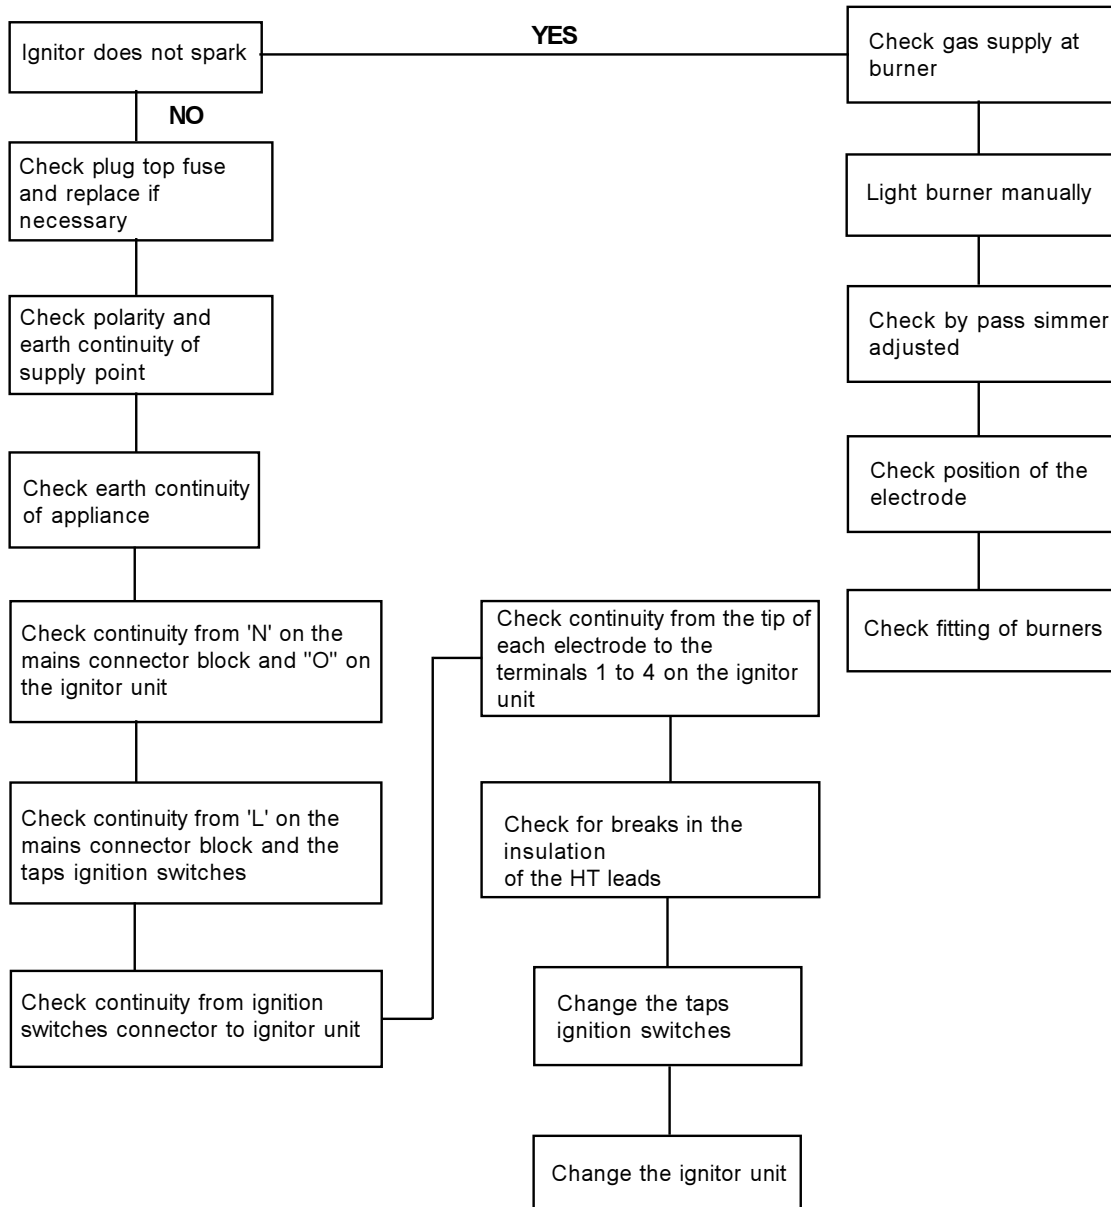 Ignitor does not spark
YES
NO
Check plug top fuse
and replace if
necessary
Check polarity and
earth continuity of
supply point
Check earth continuity
of appliance
Check continuity from 'N' on the
mains connector block and "O" on
the ignitor unit
Check continuity from 'L' on the
mains connector block and the
taps ignition switches
Check continuity from ignition
switches connector to ignitor unit
Check continuity from the tip of
each electrode to the
terminals 1 to 4 on the ignitor
unit
Check for breaks in the
insulation
of the HT leads
Change the taps
ignition switches
Change the ignitor unit
Check gas supply at
burner
Light burner manually
Check by pass simmer
adjusted
Check position of the
electrode
Check fitting of burners